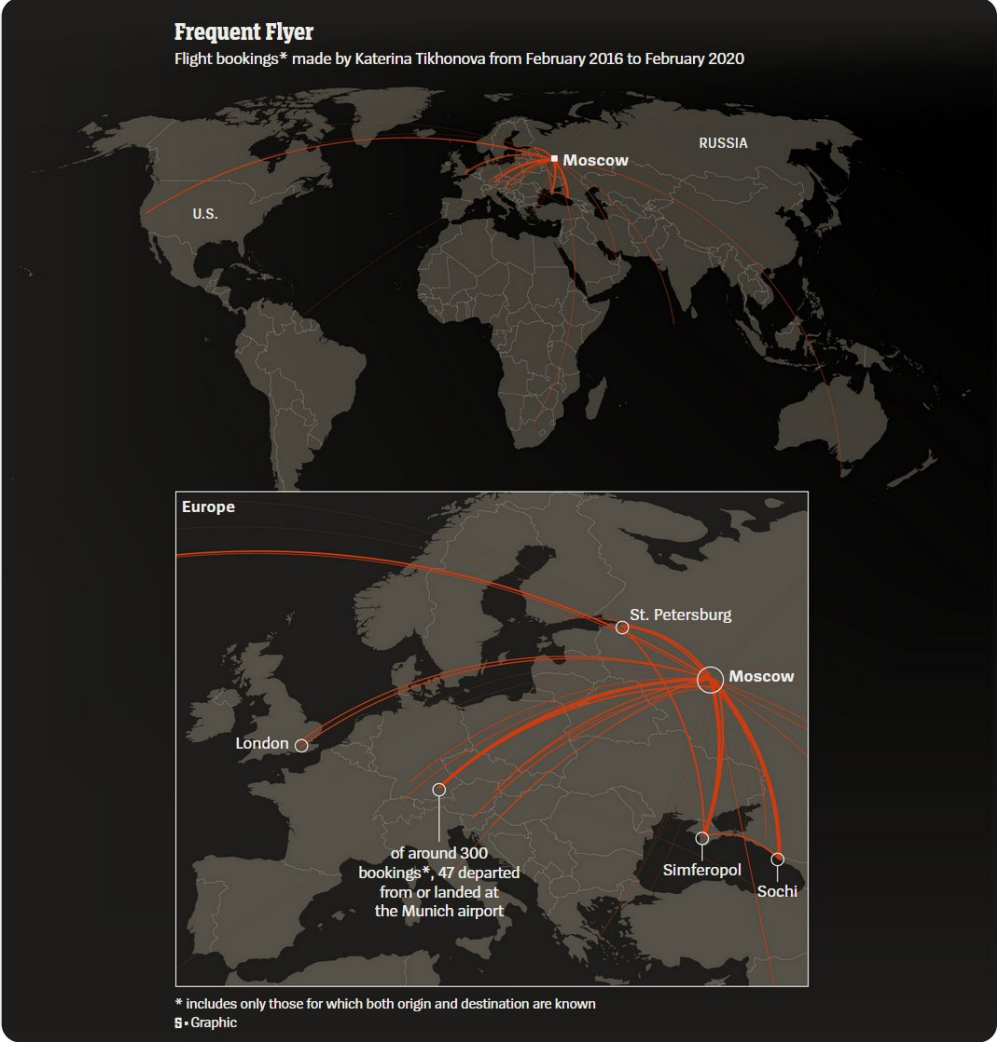 Frequent Flyer
Flight bookings* made by Katerina Tikhonova from February 2016 to February 2020
RUSSIA
Moscow
U.S.
Europe
St. Petersburg
Moscow
London
of around 300
bookings*, 47 departed
from or landed at
the Munich airport
Simferopol
Sochi
* includes only those for which both origin and destination are known
S • Graphic